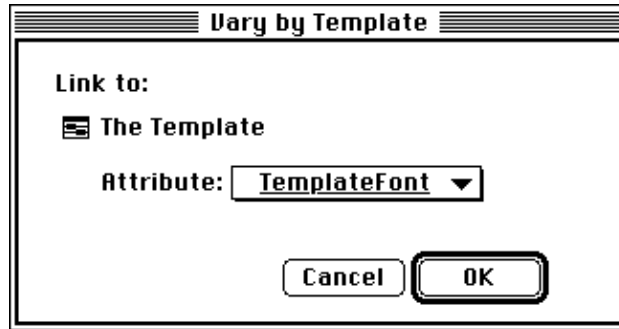 Vary by Template
Link to:
The Template
Attribute: TemplateFont
Cancel OK